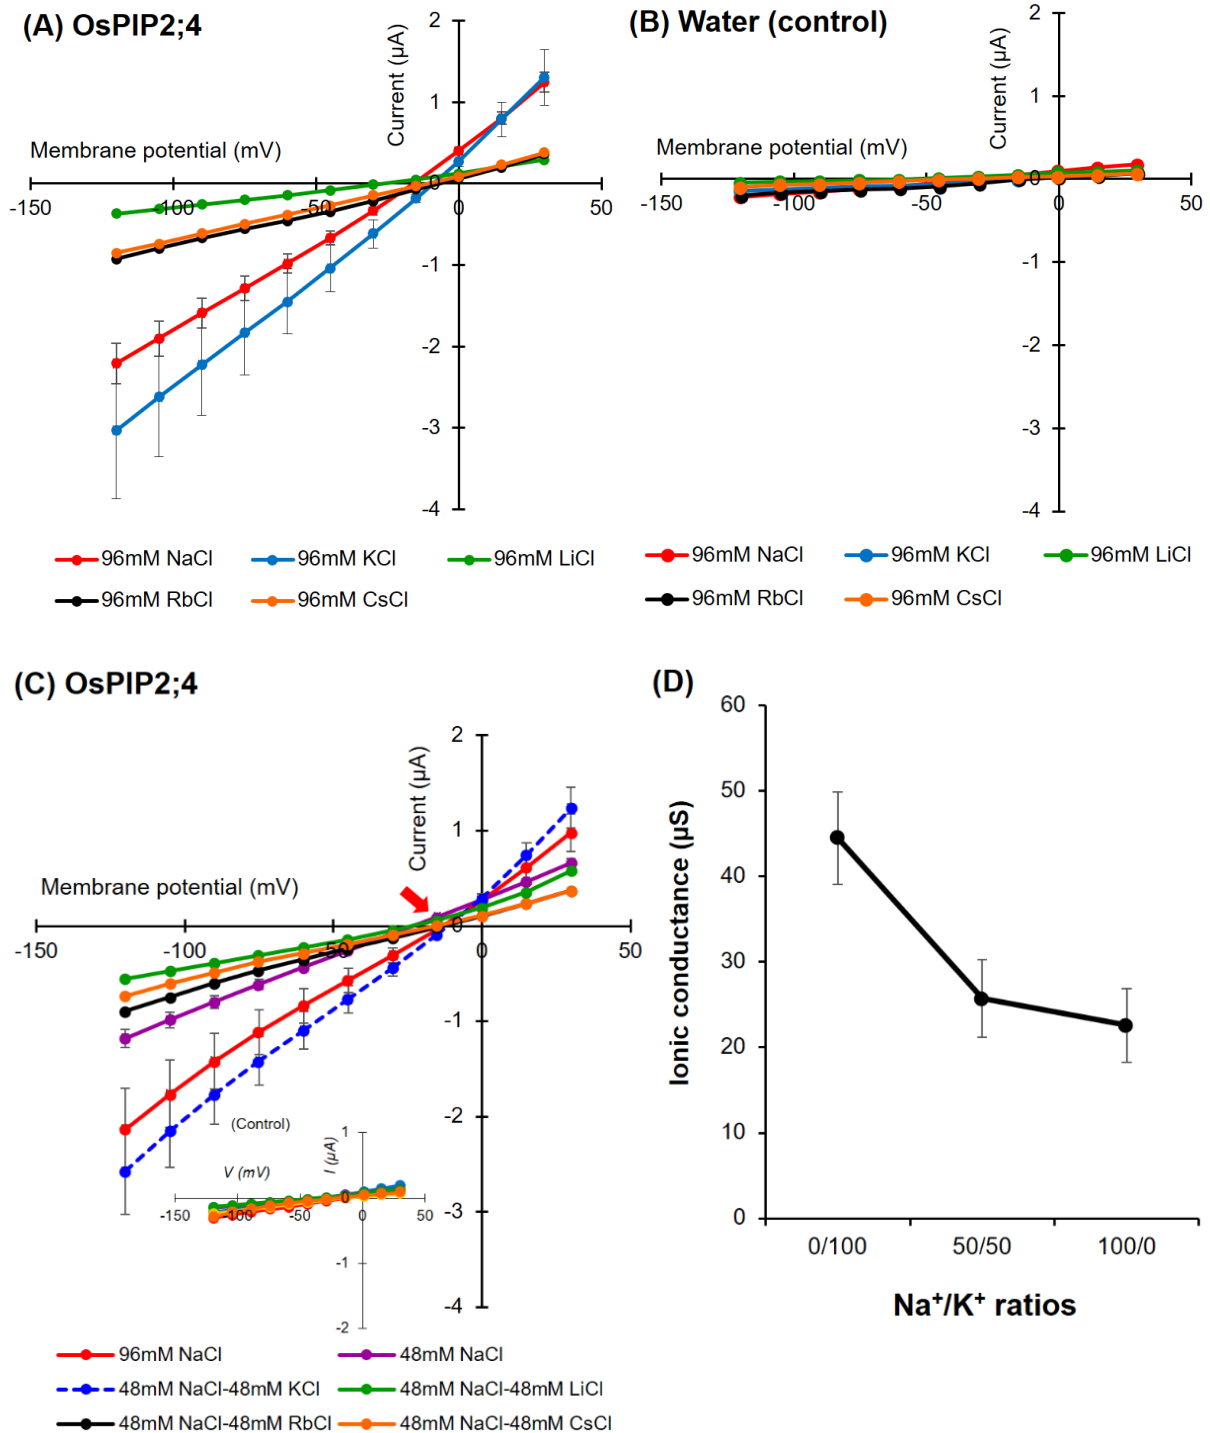 (A) OsPIP2;4
Current (µA)
2
1
Membrane potential (mV)
-150
-100
-50
0
50
-1
-2
-3
-4
96mM NaCl
96mM KCl
96mM LiCl
96mM RbCl
96mM CsCl
(B) Water (control)
Current (µA)
2
1
Membrane potential (mV)
-150
-100
-50
0
50
-1
-2
-3
-4
96mM NaCl
96mM KCl
96mM LiCl
96mM RbCl
96mM CsCl
(C) OsPIP2;4
Current (µA)
2
1
0
Membrane potential (mV)
-150
-100
-50
0
50
-1
-2
-3
-4
(Control)
V (mV)
I (µA)
1
0
-150
-100
-50
0
50
-1
-2
96mM NaCl
48mM NaCl
48mM NaCl-48mM KCl
48mM NaCl-48mM LiCl
48mM NaCl-48mM RbCl
48mM NaCl-48mM CsCl
(D)
Ionic conductance (µS)
60
50
40
30
20
10
0
0/100
50/50
100/0
Na⁺/K⁺ ratios